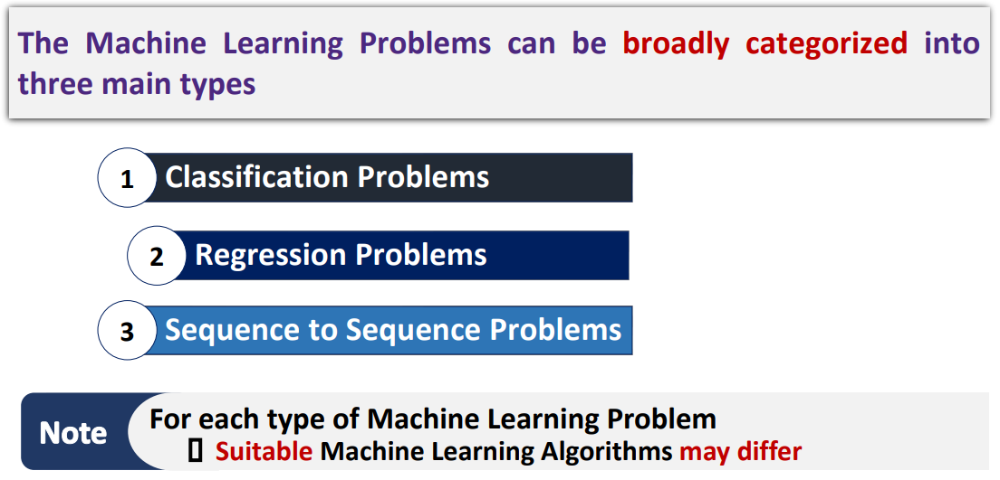 The Machine Learning Problems can be broadly categorized into
three main types
1 Classification Problems
2 Regression Problems
3 Sequence to Sequence Problems
Note
For each type of Machine Learning Problem
▯ Suitable Machine Learning Algorithms may differ